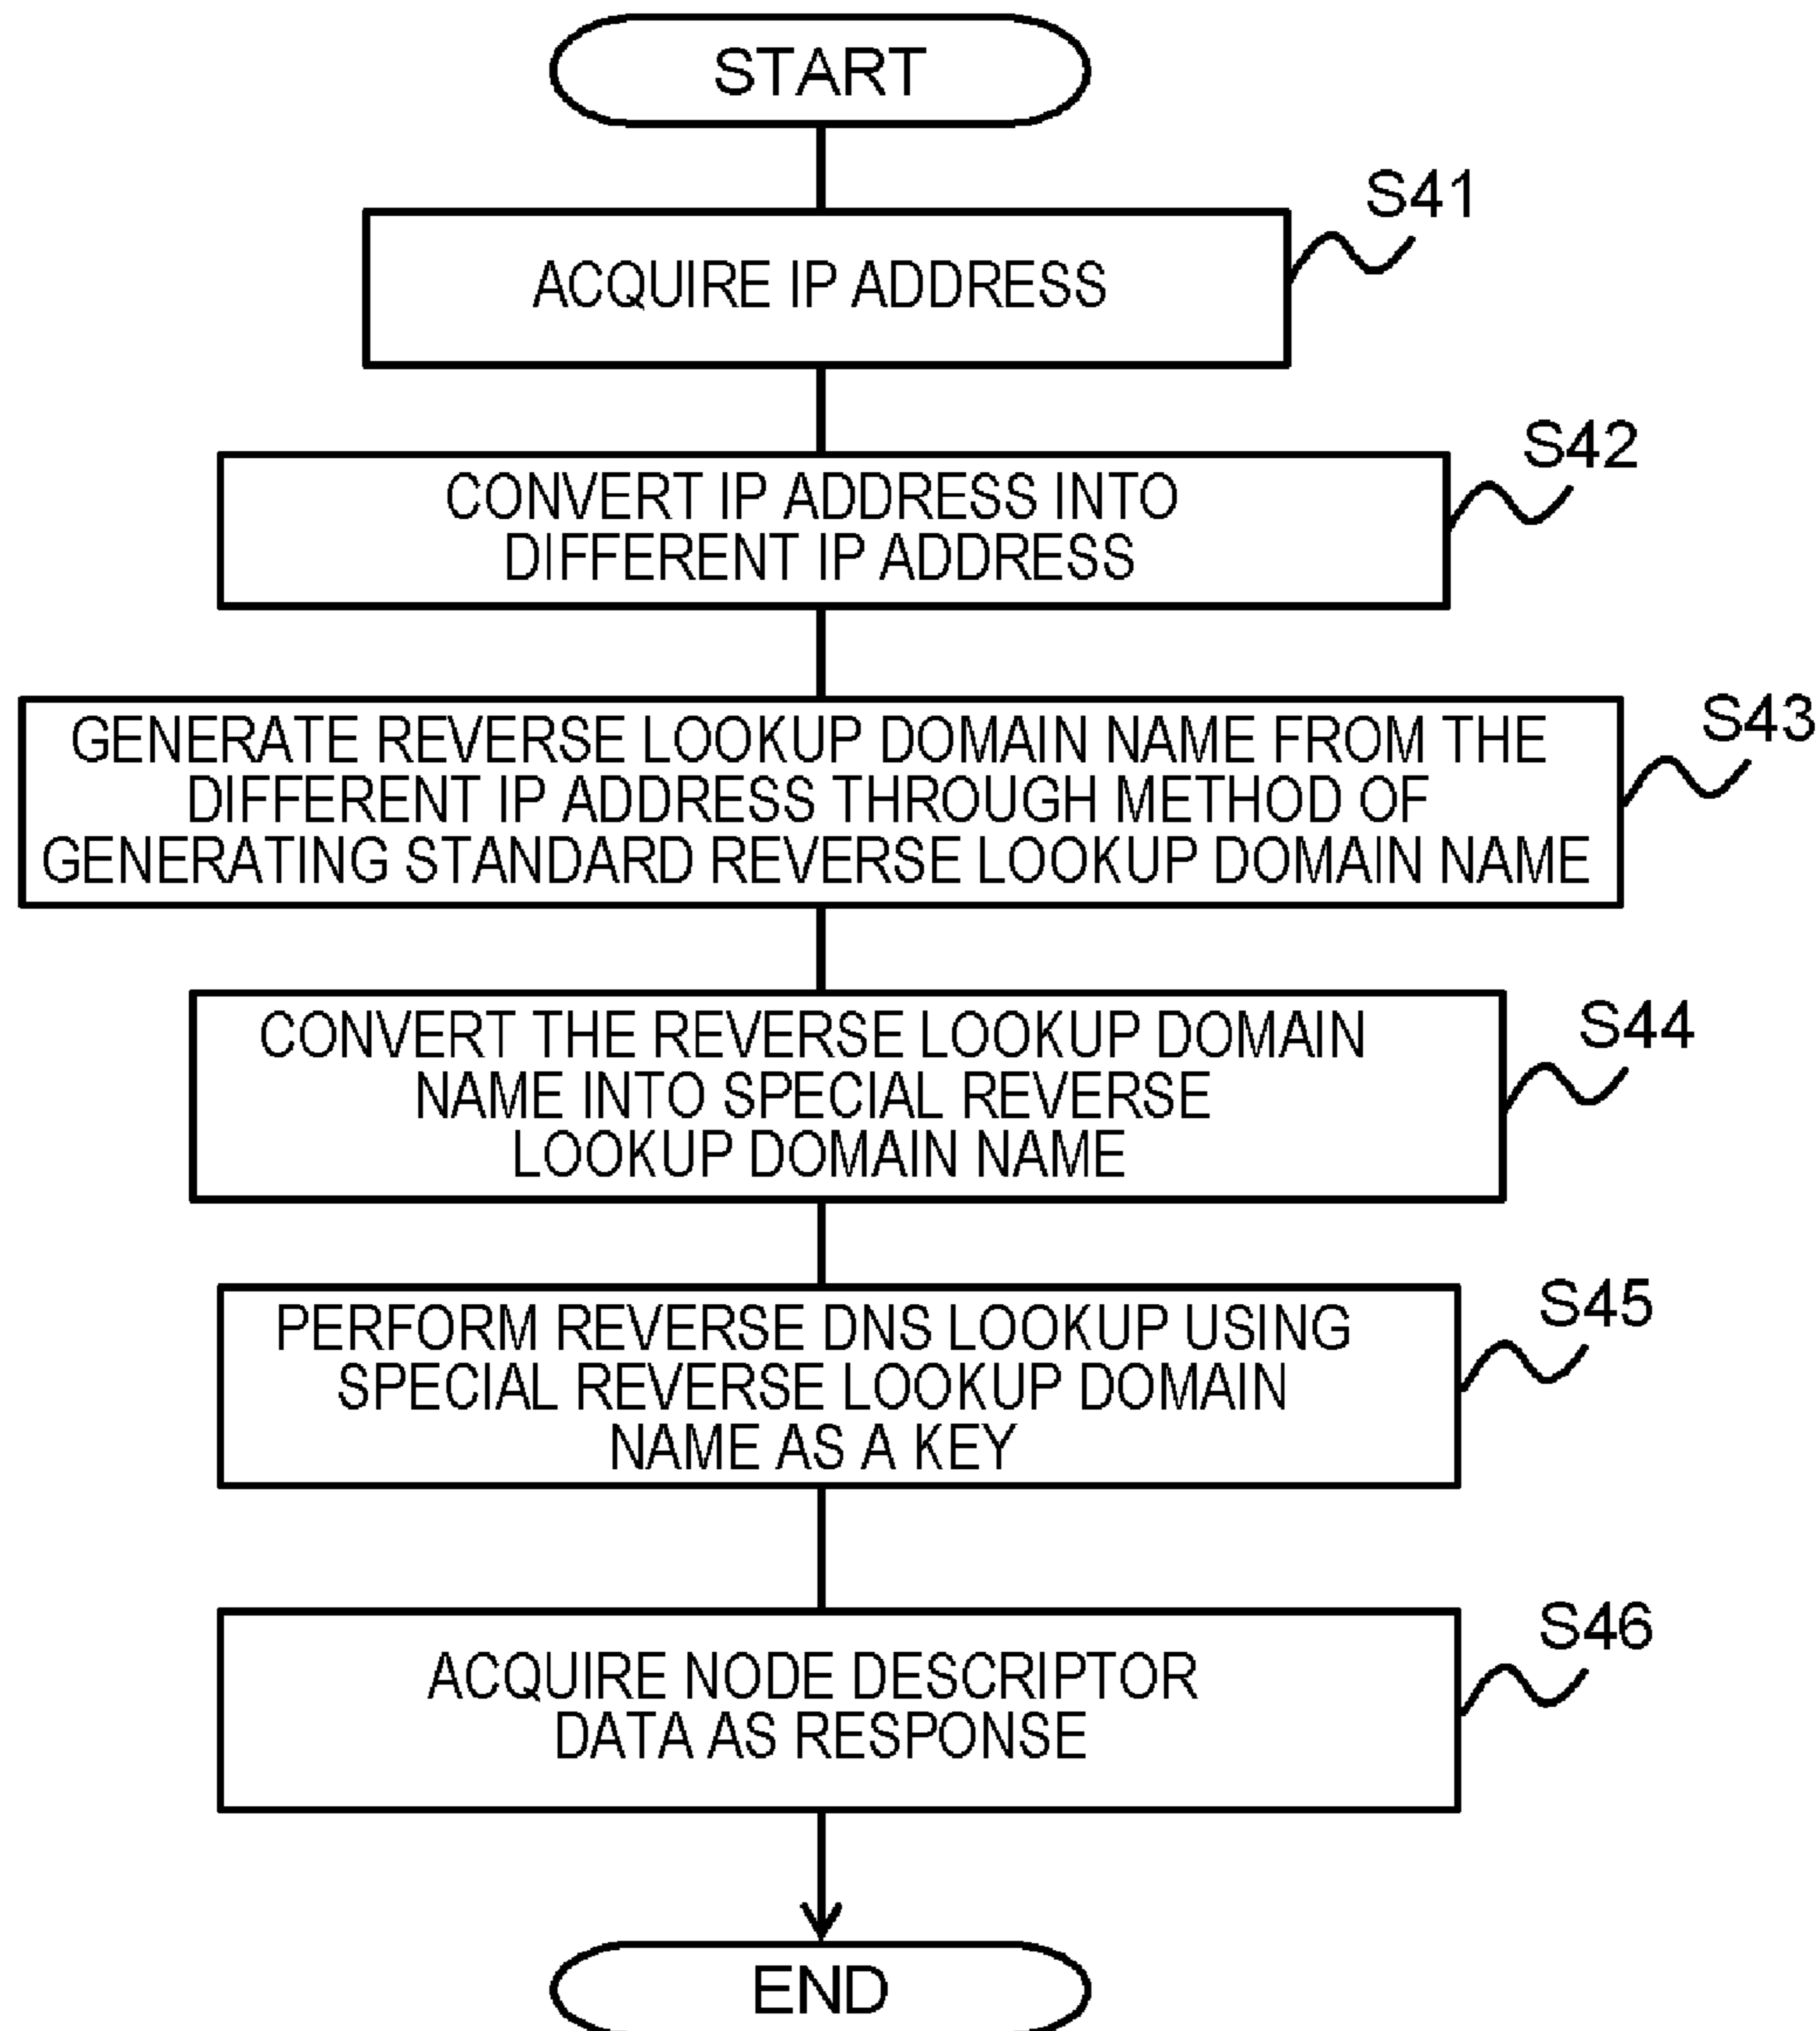 START
S41
ACQUIRE IP ADDRESS
S42
CONVERT IP ADDRESS INTO
DIFFERENT IP ADDRESS
S43
GENERATE REVERSE LOOKUP DOMAIN NAME FROM THE
DIFFERENT IP ADDRESS THROUGH METHOD OF
GENERATING STANDARD REVERSE LOOKUP DOMAIN NAME
S44
CONVERT THE REVERSE LOOKUP DOMAIN
NAME INTO SPECIAL REVERSE
LOOKUP DOMAIN NAME
S45
PERFORM REVERSE DNS LOOKUP USING
SPECIAL REVERSE LOOKUP DOMAIN
NAME AS A KEY
S46
ACQUIRE NODE DESCRIPTOR
DATA AS RESPONSE
END